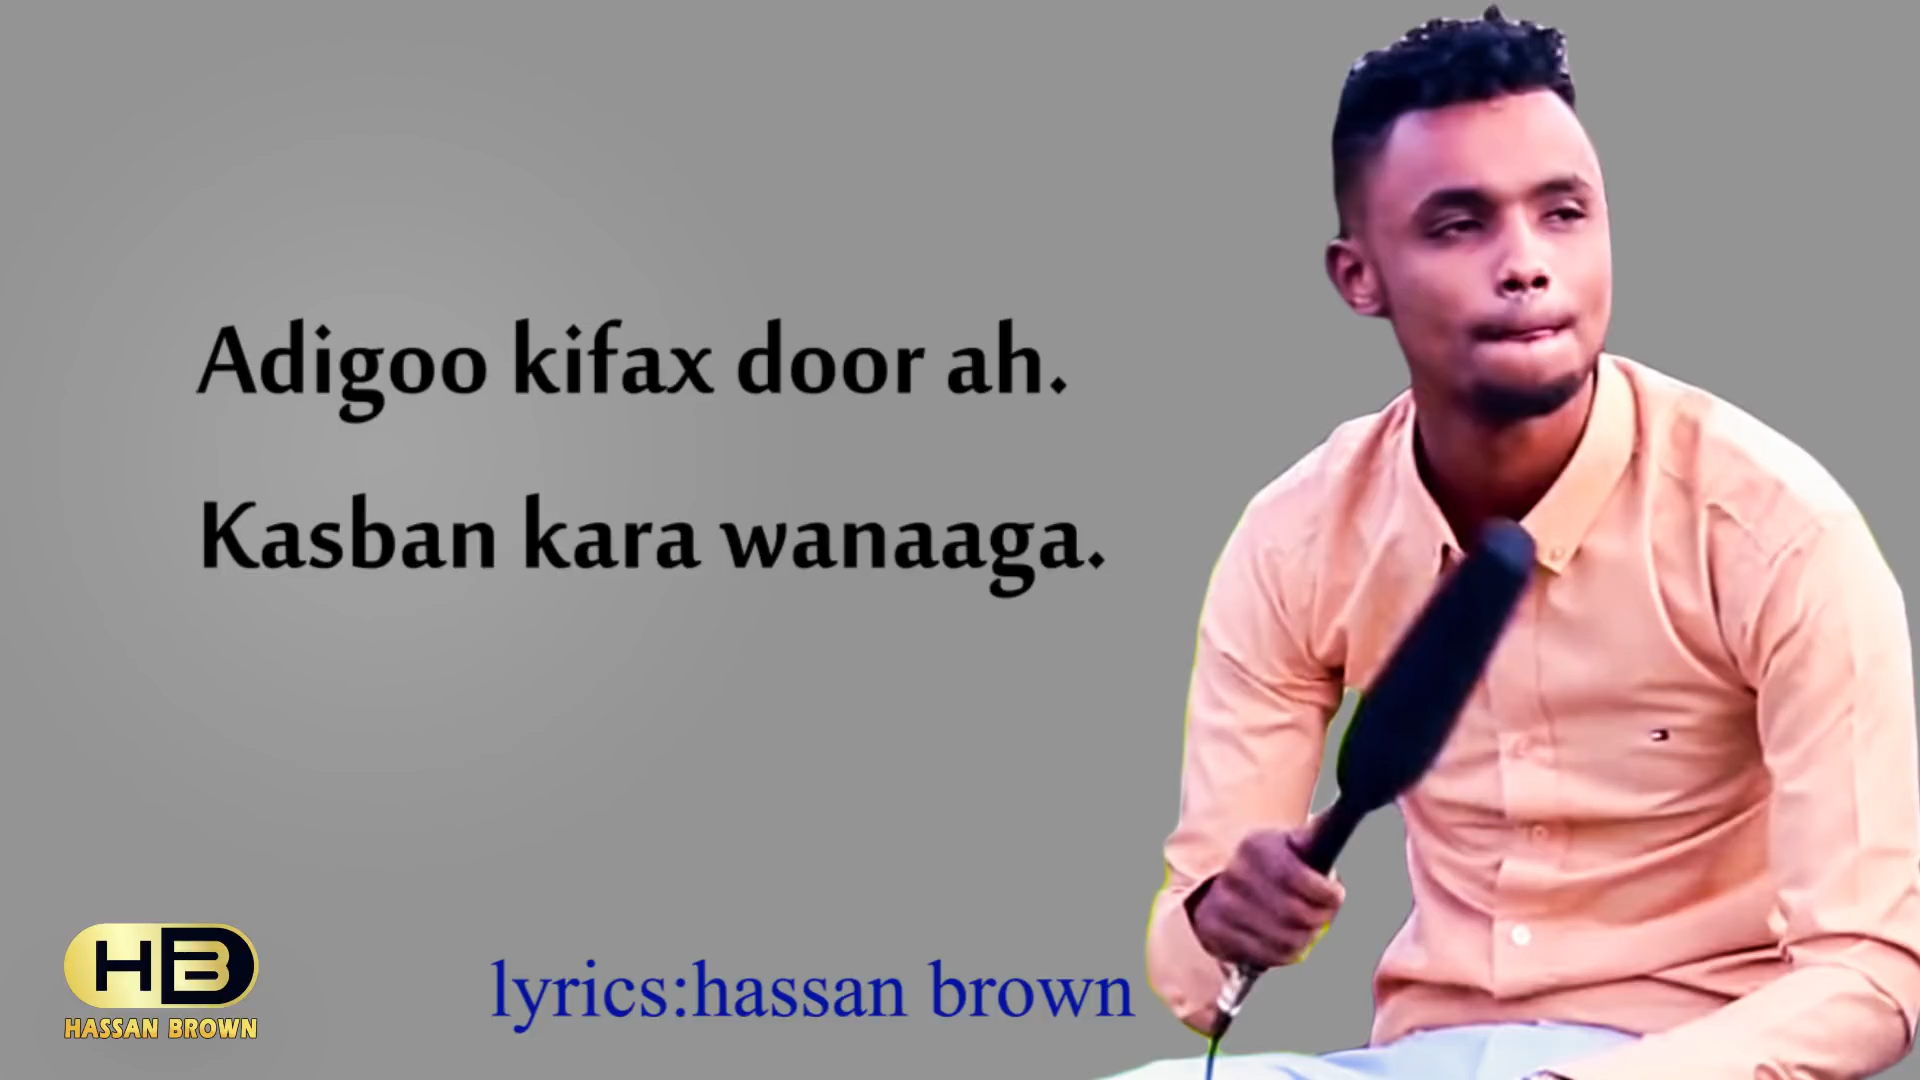 Adigoo kifax door ah.
Kasban kara wanaaga.
lyrics:hassan brown
HB
HASSAN BROWN